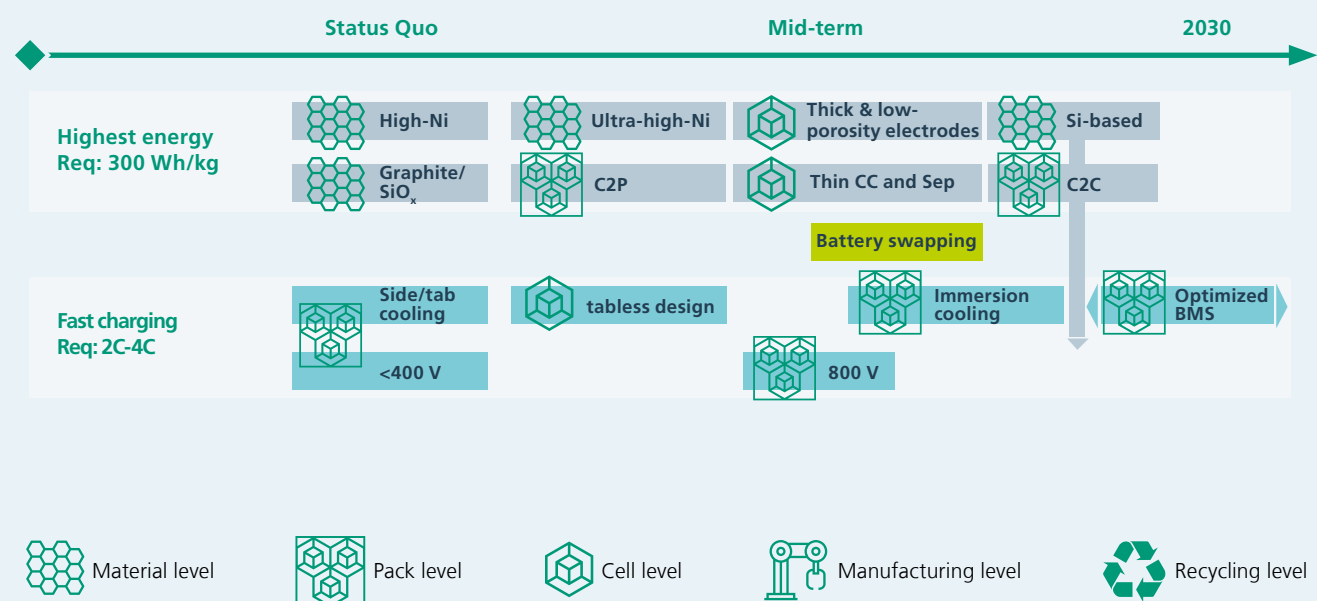 Status Quo
Mid-term
2030
Highest energy
Req: 300 Wh/kg
High-Ni
Ultra-high-Ni
Thick & low-
porosity electrodes
Si-based
Graphite/
SiOₓ
C2P
Thin CC and Sep
C2C
Battery swapping
Fast charging
Req: 2C-4C
Side/tab
cooling
tabless design
Immersion
cooling
Optimized
BMS
<400 V
800 V
Material level
Pack level
Cell level
Manufacturing level
Recycling level